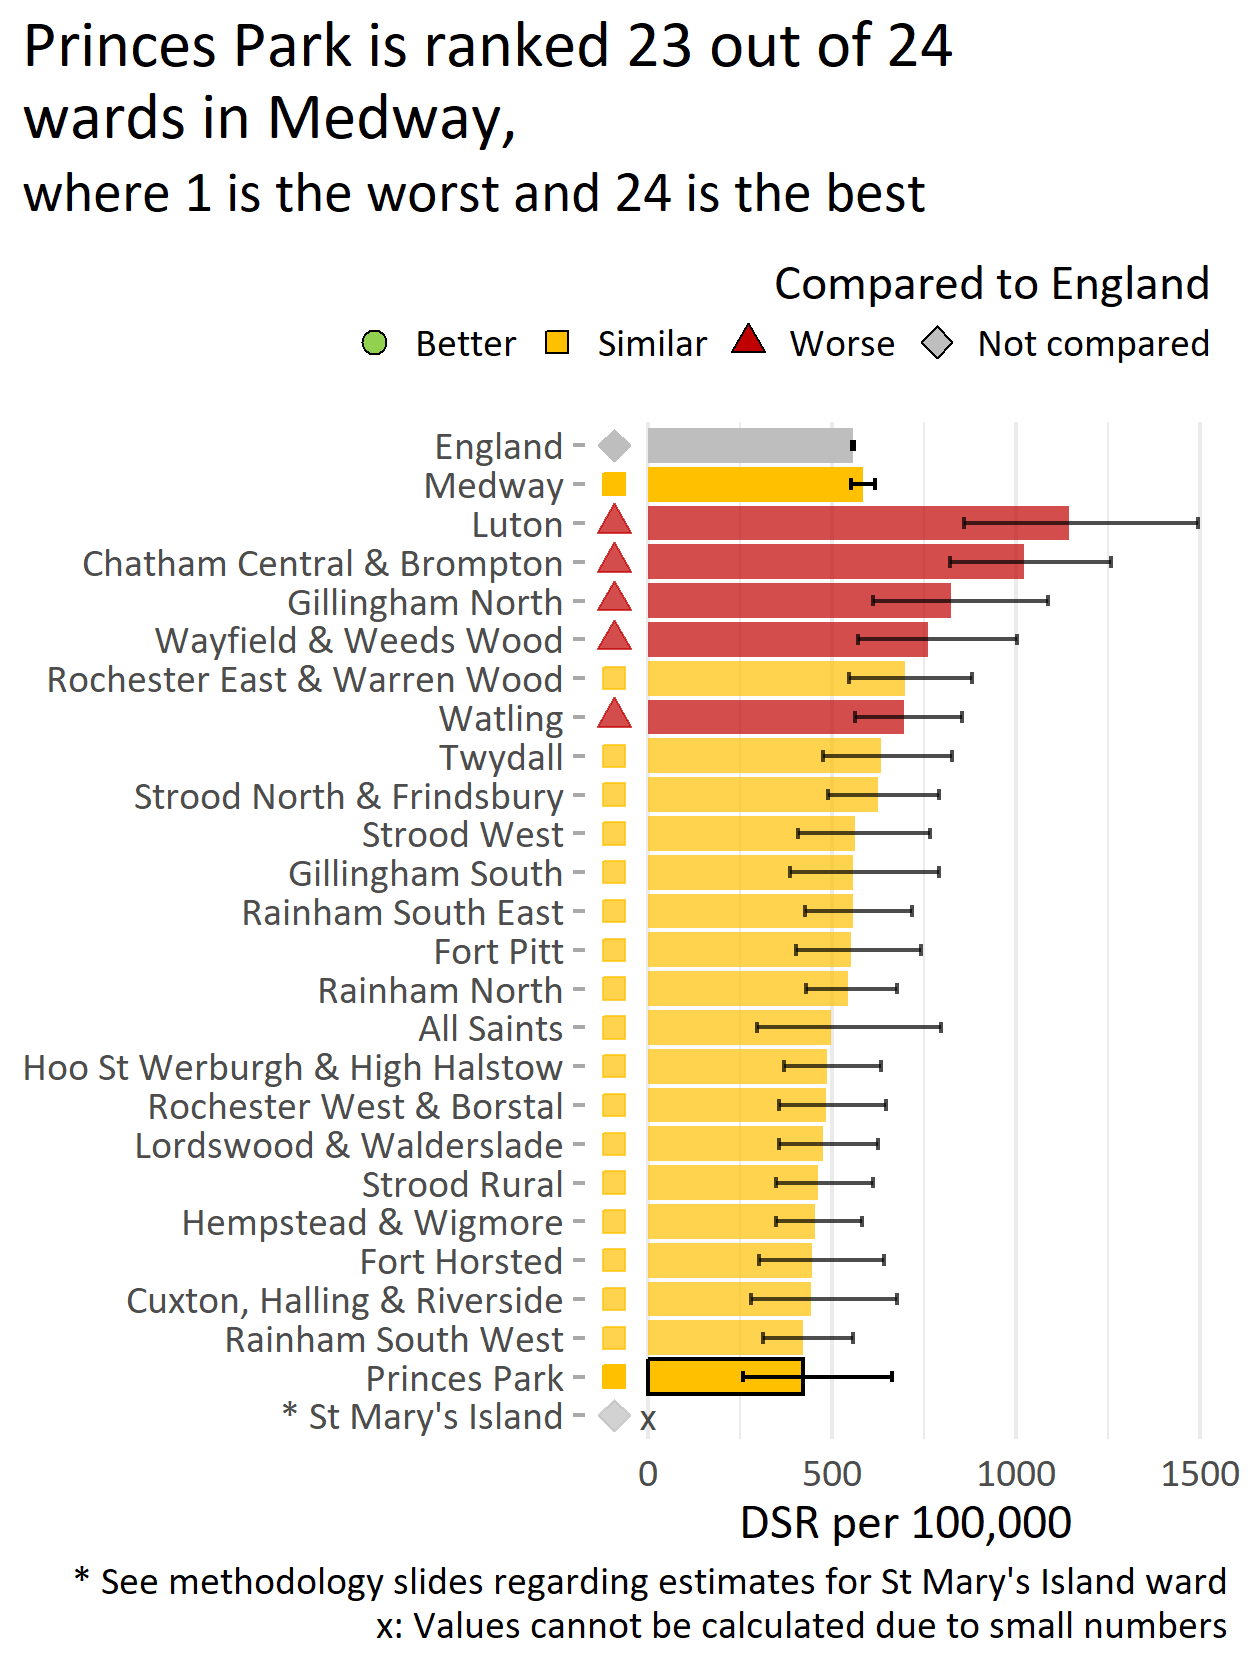 Princes Park is ranked 23 out of 24
wards in Medway,
where 1 is the worst and 24 is the best
Compared to England
Better Similar Worse Not compared
England
Medway
Luton
Chatham Central & Brompton
Gillingham North
Wayfield & Weeds Wood
Rochester East & Warren Wood
Watling
Twydall
Strood North & Frindsbury
Strood West
Gillingham South
Rainham South East
Fort Pitt
Rainham North
All Saints
Hoo St Werburgh & High Halstow
Rochester West & Borstal
Lordswood & Walderslade
Strood Rural
Hempstead & Wigmore
Fort Horsted
Cuxton, Halling & Riverside
Rainham South West
Princes Park
* St Mary's Island x
0 500 1000 1500
DSR per 100,000
* See methodology slides regarding estimates for St Mary's Island ward
x: Values cannot be calculated due to small numbers